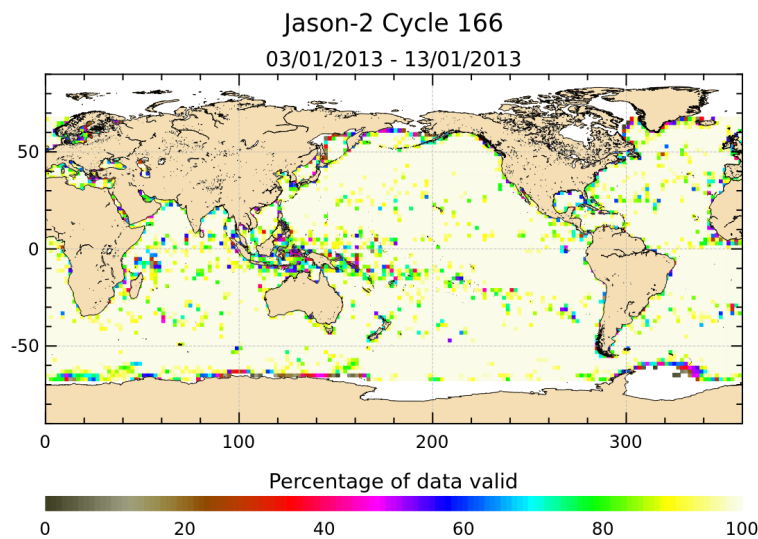 Jason-2 Cycle 166
03/01/2013 - 13/01/2013
50
0
-50
0 100 200 300
Percentage of data valid
0 20 40 60 80 100